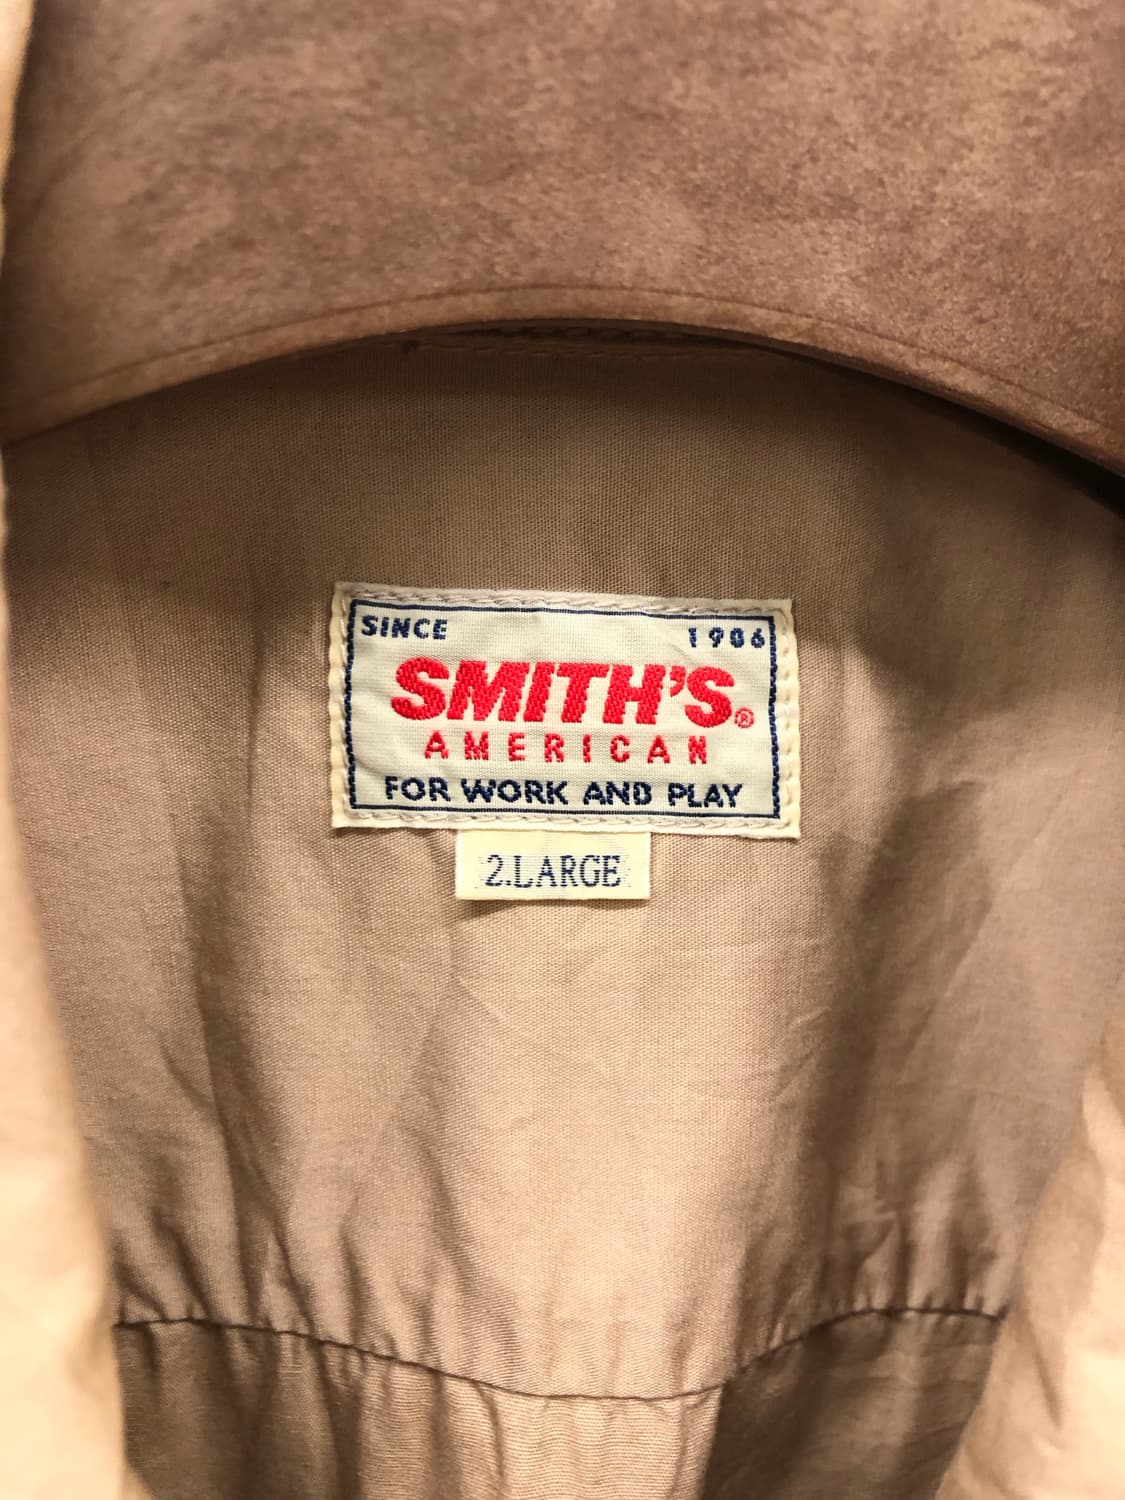 SINCE 1906
SMITH'S®
AMERICAN
FOR WORK AND PLAY
2.LARGE